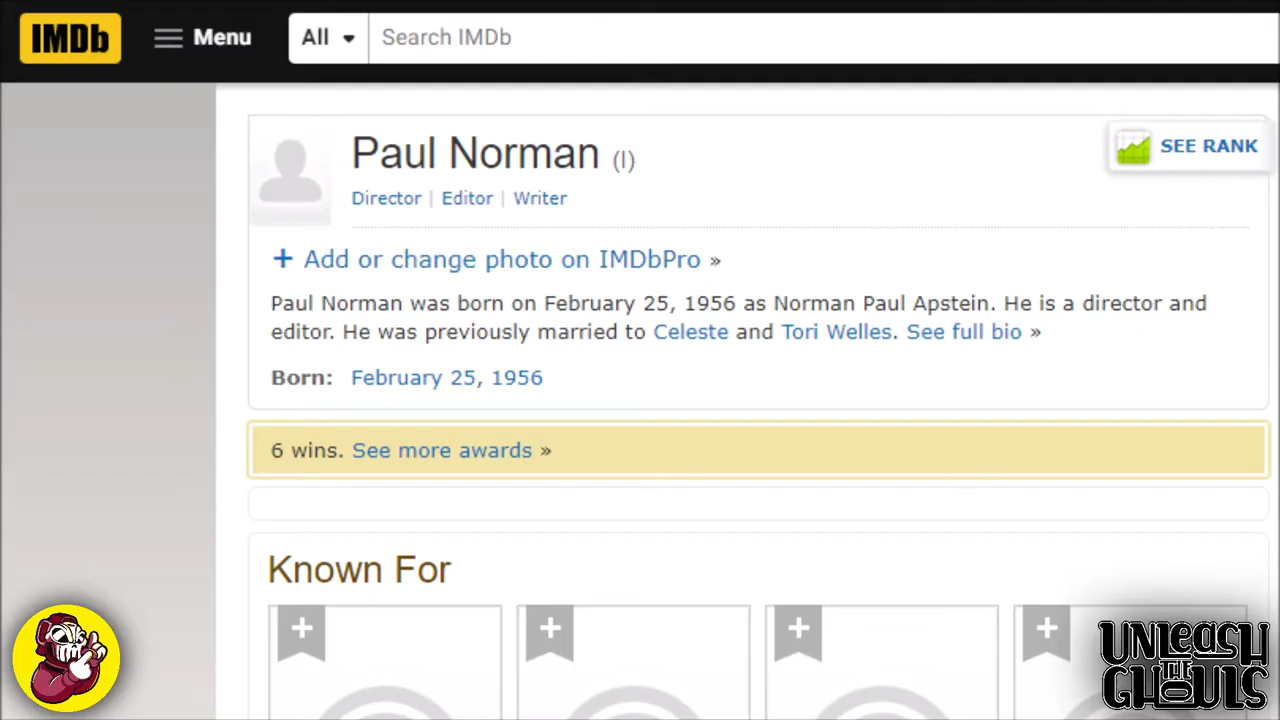 IMDb Menu All Search IMDb
Paul Norman (I)
SEE RANK
Director | Editor | Writer
+ Add or change photo on IMDbPro »
Paul Norman was born on February 25, 1956 as Norman Paul Apstein. He is a director and
editor. He was previously married to Celeste and Tori Welles. See full bio »
Born: February 25, 1956
6 wins. See more awards »
Known For
UNLEASH
THE
GHOULS